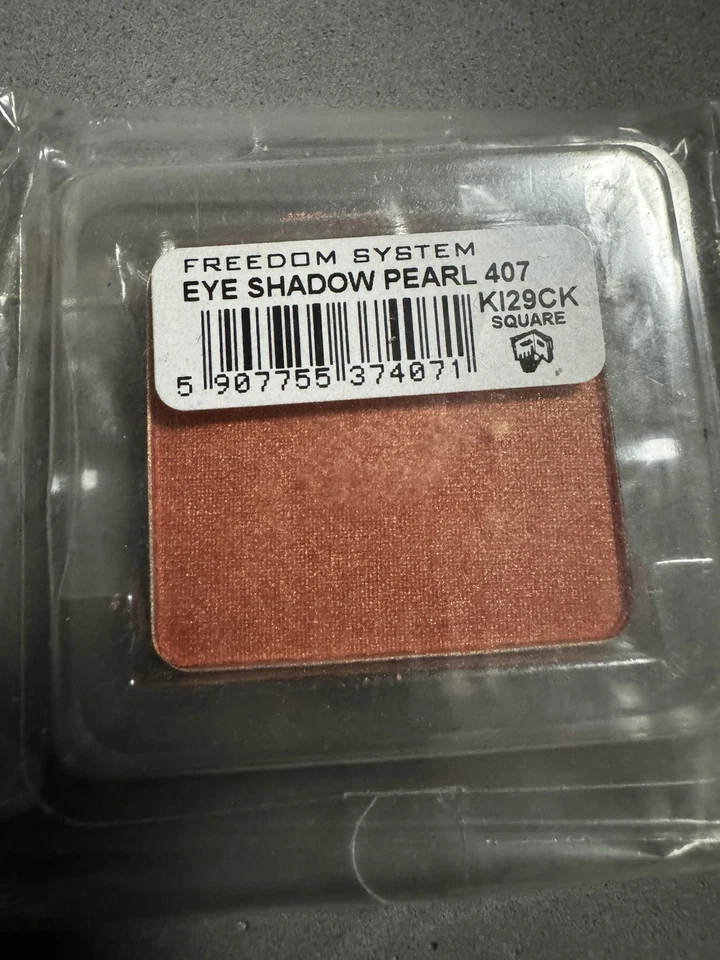 FREEDOM SYSTEM
EYE SHADOW PEARL 407
KI29CK
SQUARE
5 907755 374071